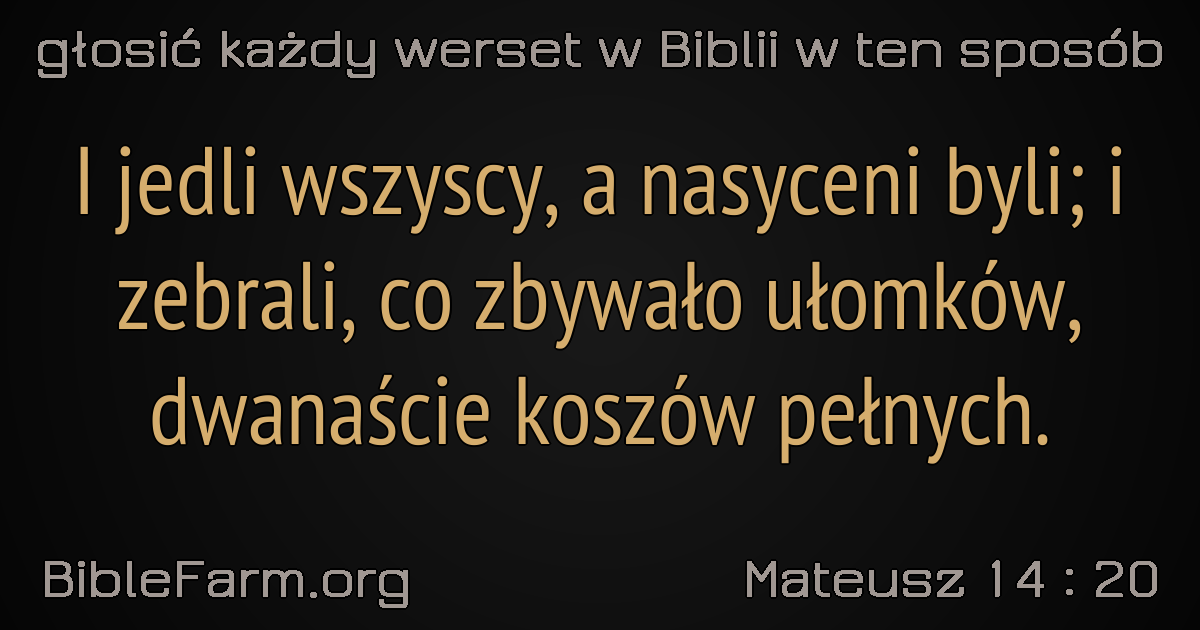 głosić każdy werset w Biblii w ten sposób
I jedli wszyscy, a nasyceni byli; i
zebrali, co zbywało ułomków,
dwanaście koszów pełnych.
BibleFarm.org
Mateusz 14 : 20